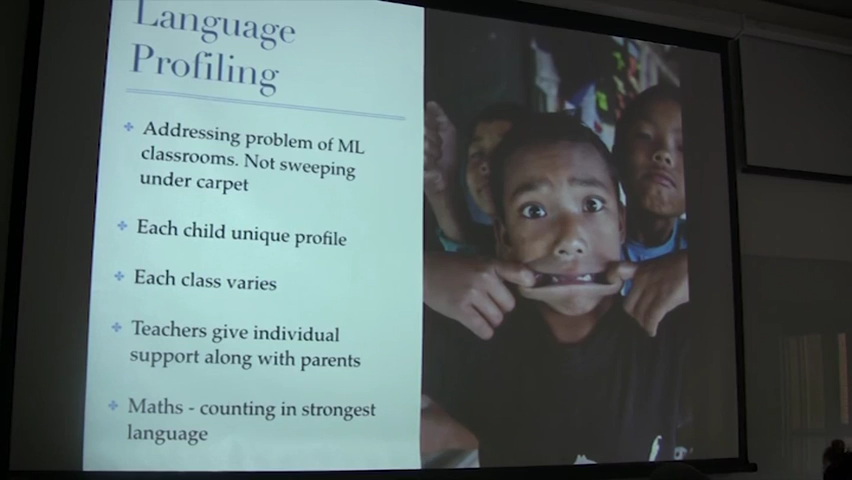 Language
Profiling
Addressing problem of ML
classrooms. Not sweeping
under carpet
Each child unique profile
Each class varies
Teachers give individual
support along with parents
Maths - counting in strongest
language